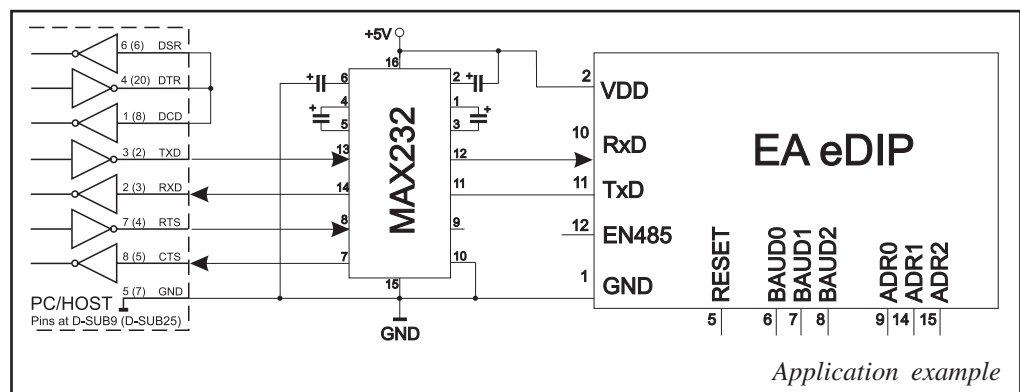 +5V
6 (6) DSR
4 (20) DTR
1 (8) DCD
3 (2) TXD
2 (3) RXD
7 (4) RTS
8 (5) CTS
5 (7) GND
PC/HOST
Pins at D-SUB9 (D-SUB25)
MAX232
16
6
+
2
+
4
+
1
+
5
3
13
12
14
11
8
9
7
10
15
GND
EA eDIP
2
VDD
10
RxD
11
TxD
12
EN485
1
GND
RESET
BAUD0
BAUD1
BAUD2
ADR0
ADR1
ADR2
5
6
7
8
9
14
15
Application example